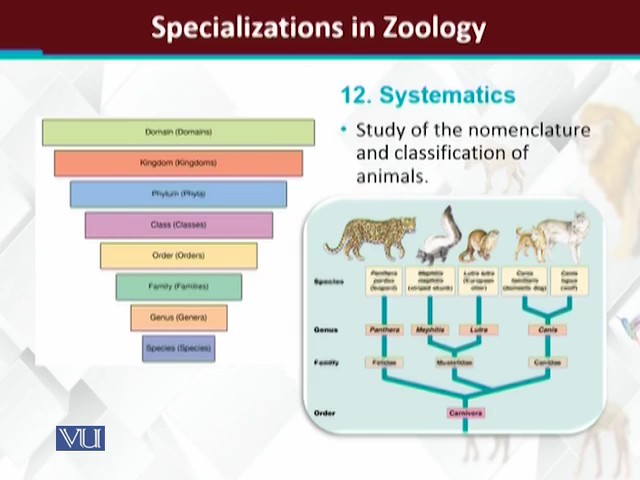 Specializations in Zoology
12. Systematics
• Study of the nomenclature
and classification of
animals.
Domain (Domains)
Kingdom (Kingdoms)
Phylum (Phyla)
Class (Classes)
Order (Orders)
Family (Families)
Genus (Genera)
Species (Species)
Species
Panthera
pardus
(leopard)
Mephitis
mephitis
(striped skunk)
Lutra lutra
(European
otter)
Canis
familiaris
(domestic dog)
Canis
lupus
(wolf)
Genus
Panthera
Mephitis
Lutra
Canis
Family
Felidae
Mustelidae
Canidae
Order
Carnivora
VU